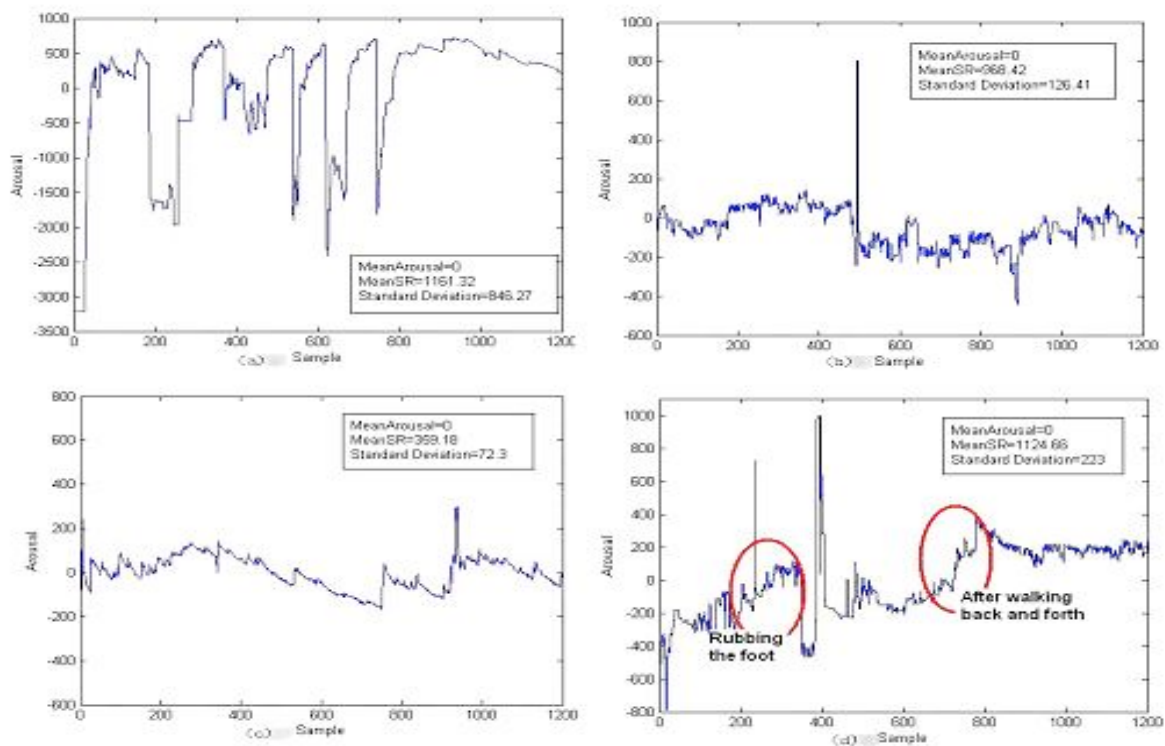 1000
500
0
-500
-1000
-1500
-2000
-2500
-3000
-3500
Arousal
MeanArousal=0
MeanSR=1161.32
Standard Deviation=846.27
0 200 400 600 800 1000 1200
(a) Sample
1000
800
600
400
200
0
-200
-400
-600
Arousal
MeanArousal=0
MeanSR=968.42
Standard Deviation=126.41
0 200 400 600 800 1000 1200
(b) Sample
800
600
400
200
0
-200
-400
-600
Arousal
MeanArousal=0
MeanSR=359.18
Standard Deviation=72.3
0 200 400 600 800 1000 1200
(c) Sample
1000
800
600
400
200
0
-200
-400
-600
-800
Arousal
MeanArousal=0
MeanSR=1124.66
Standard Deviation=223
Rubbing
the foot
After walking
back and forth
0 200 400 600 800 1000 1200
(d) Sample